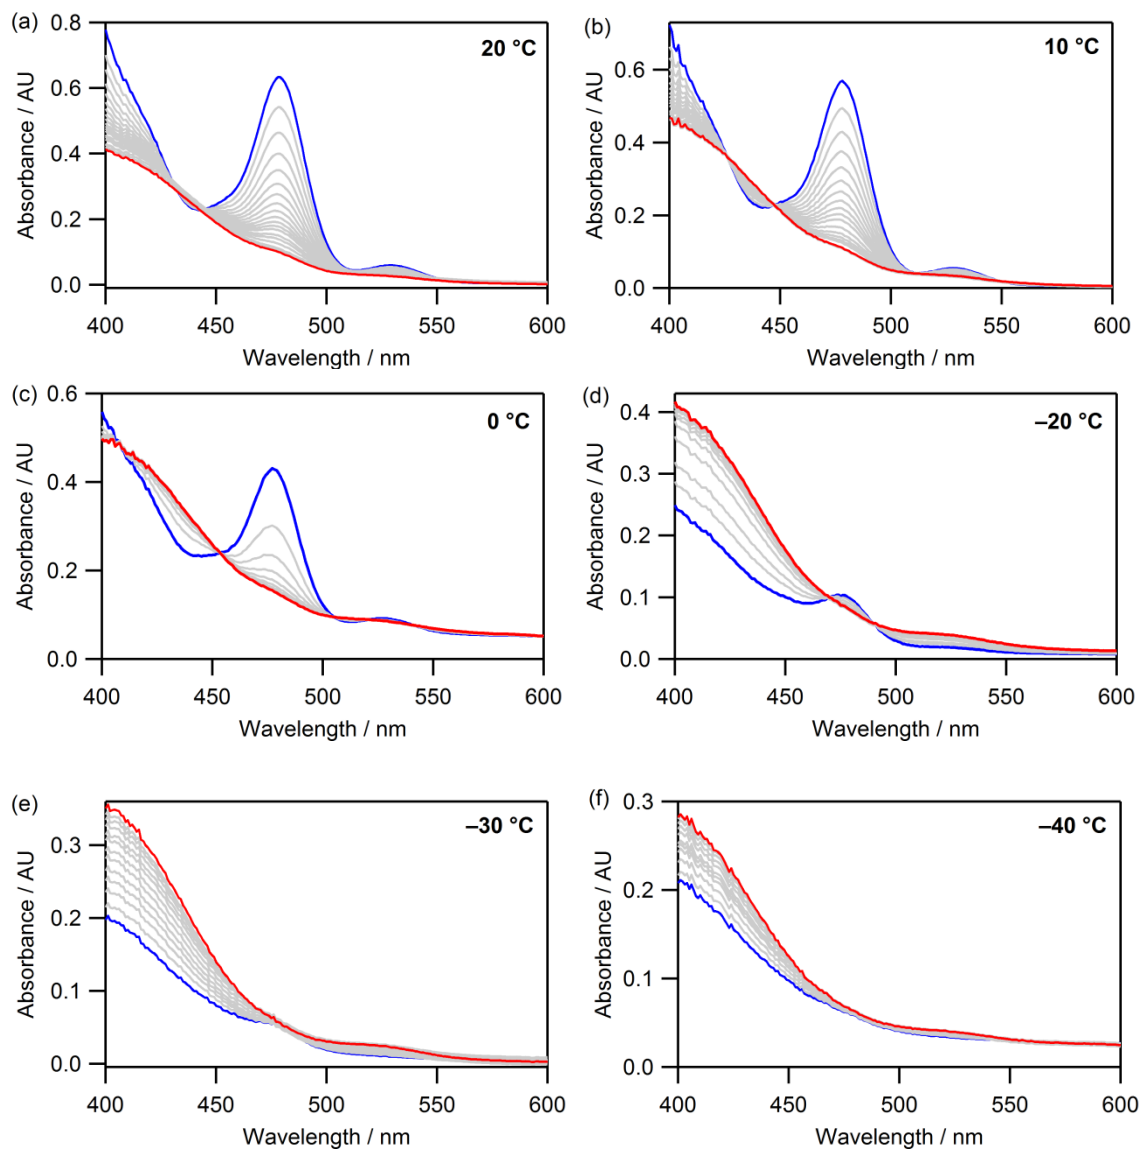 (a)
20 °C
Absorbance / AU
0.8
0.6
0.4
0.2
0.0
400 450 500 550 600
Wavelength / nm
(b)
10 °C
Absorbance / AU
0.6
0.4
0.2
0.0
400 450 500 550 600
Wavelength / nm
(c)
0 °C
Absorbance / AU
0.6
0.4
0.2
0.0
400 450 500 550 600
Wavelength / nm
(d)
–20 °C
Absorbance / AU
0.4
0.3
0.2
0.1
0.0
400 450 500 550 600
Wavelength / nm
(e)
–30 °C
Absorbance / AU
0.3
0.2
0.1
0.0
400 450 500 550 600
Wavelength / nm
(f)
–40 °C
Absorbance / AU
0.3
0.2
0.1
0.0
400 450 500 550 600
Wavelength / nm